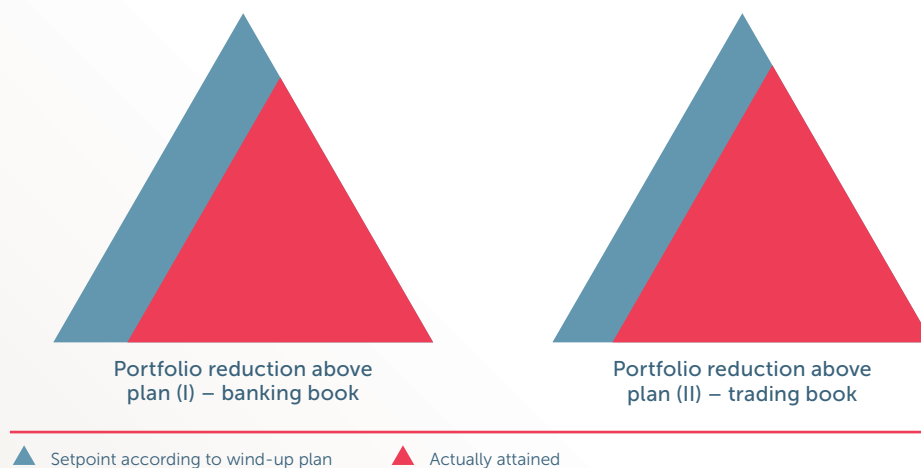 Portfolio reduction above
plan (I) – banking book
Portfolio reduction above
plan (II) – trading book
Setpoint according to wind-up plan
Actually attained